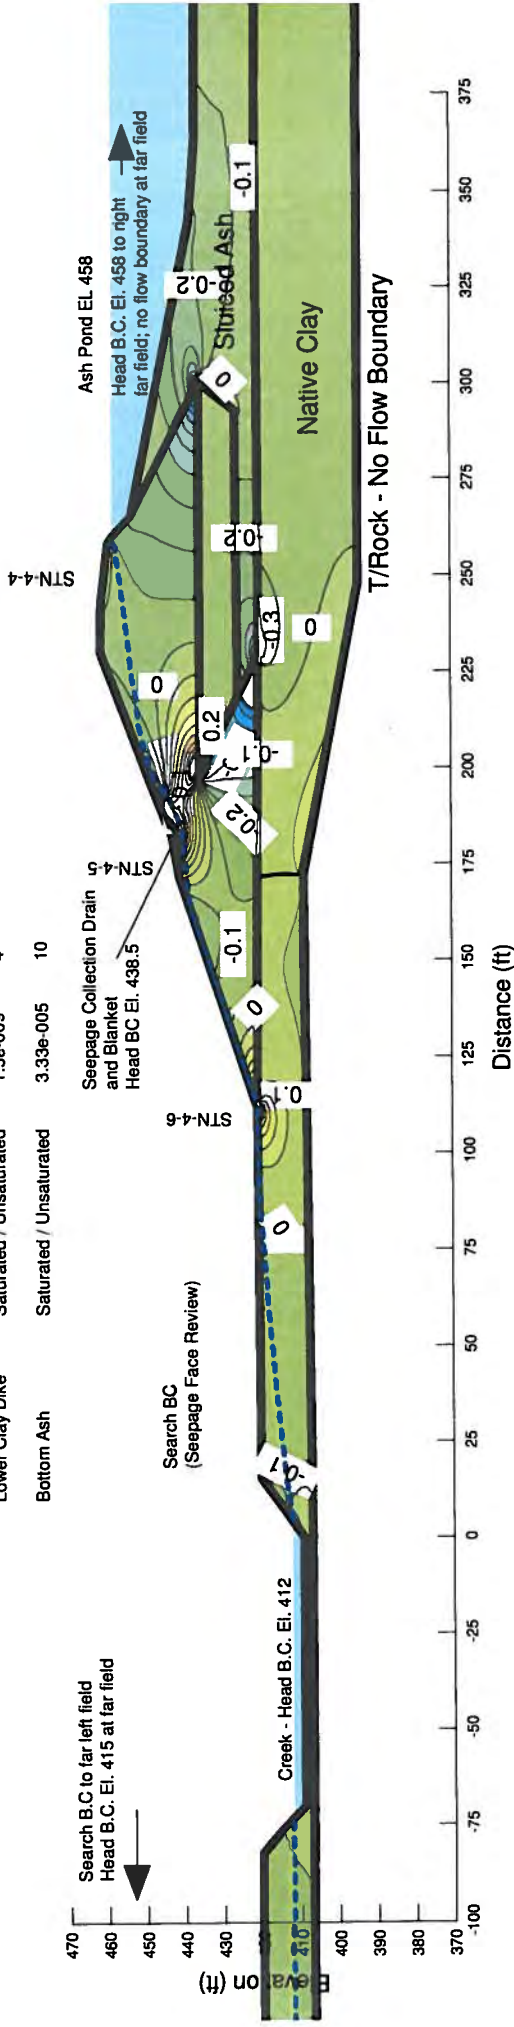 Lower Clay Dike Saturated / Unsaturated
Bottom Ash Saturated / Unsaturated 3.33e-005 10
Search B.C to far left field
Head B.C. El. 415 at far field
Search BC
(Seepage Face Review)
Seepage Collection Drain
and Blanket
Head BC El. 438.5
Ash Pond EL 458
Head B.C. El. 458 to right
far field; no flow boundary at far field
STN-4-6
STN-4-5
STN-4-4
Creek - Head B.C. El. 412
Sluiced Ash
Native Clay
T/Rock - No Flow Boundary
-0.1
0
0.1
0
-0.1
-0.2
-0.1
0.2
0
-0.3
0
-0.2
0
-0.2
-0.1
Elevation (ft)
470
460
450
440
430
420
410
400
390
380
370
-100
-75
-50
-25
0
25
50
75
100
125
150
175
200
225
250
275
300
325
350
375
Distance (ft)